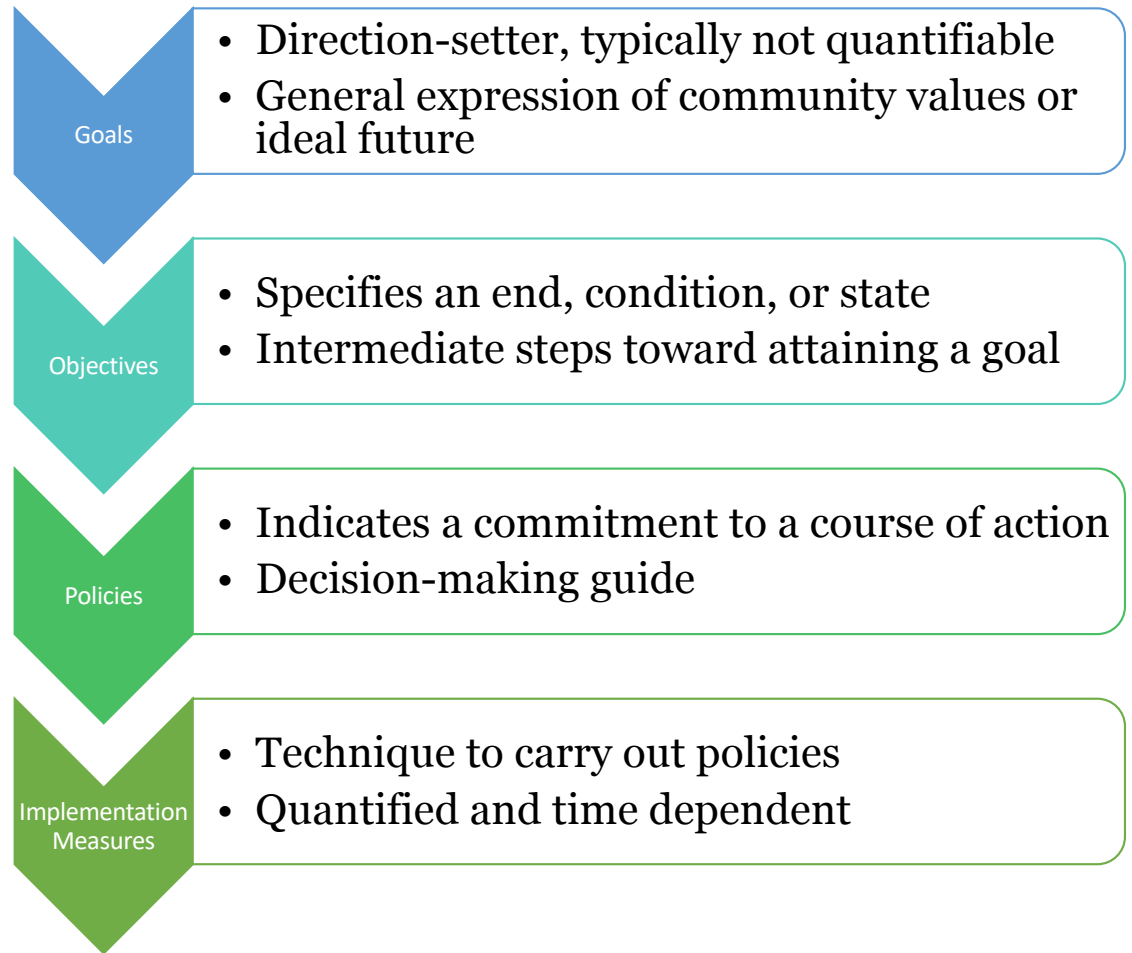 Goals
• Direction-setter, typically not quantifiable
• General expression of community values or
ideal future
Objectives
• Specifies an end, condition, or state
• Intermediate steps toward attaining a goal
Policies
• Indicates a commitment to a course of action
• Decision-making guide
Implementation
Measures
• Technique to carry out policies
• Quantified and time dependent